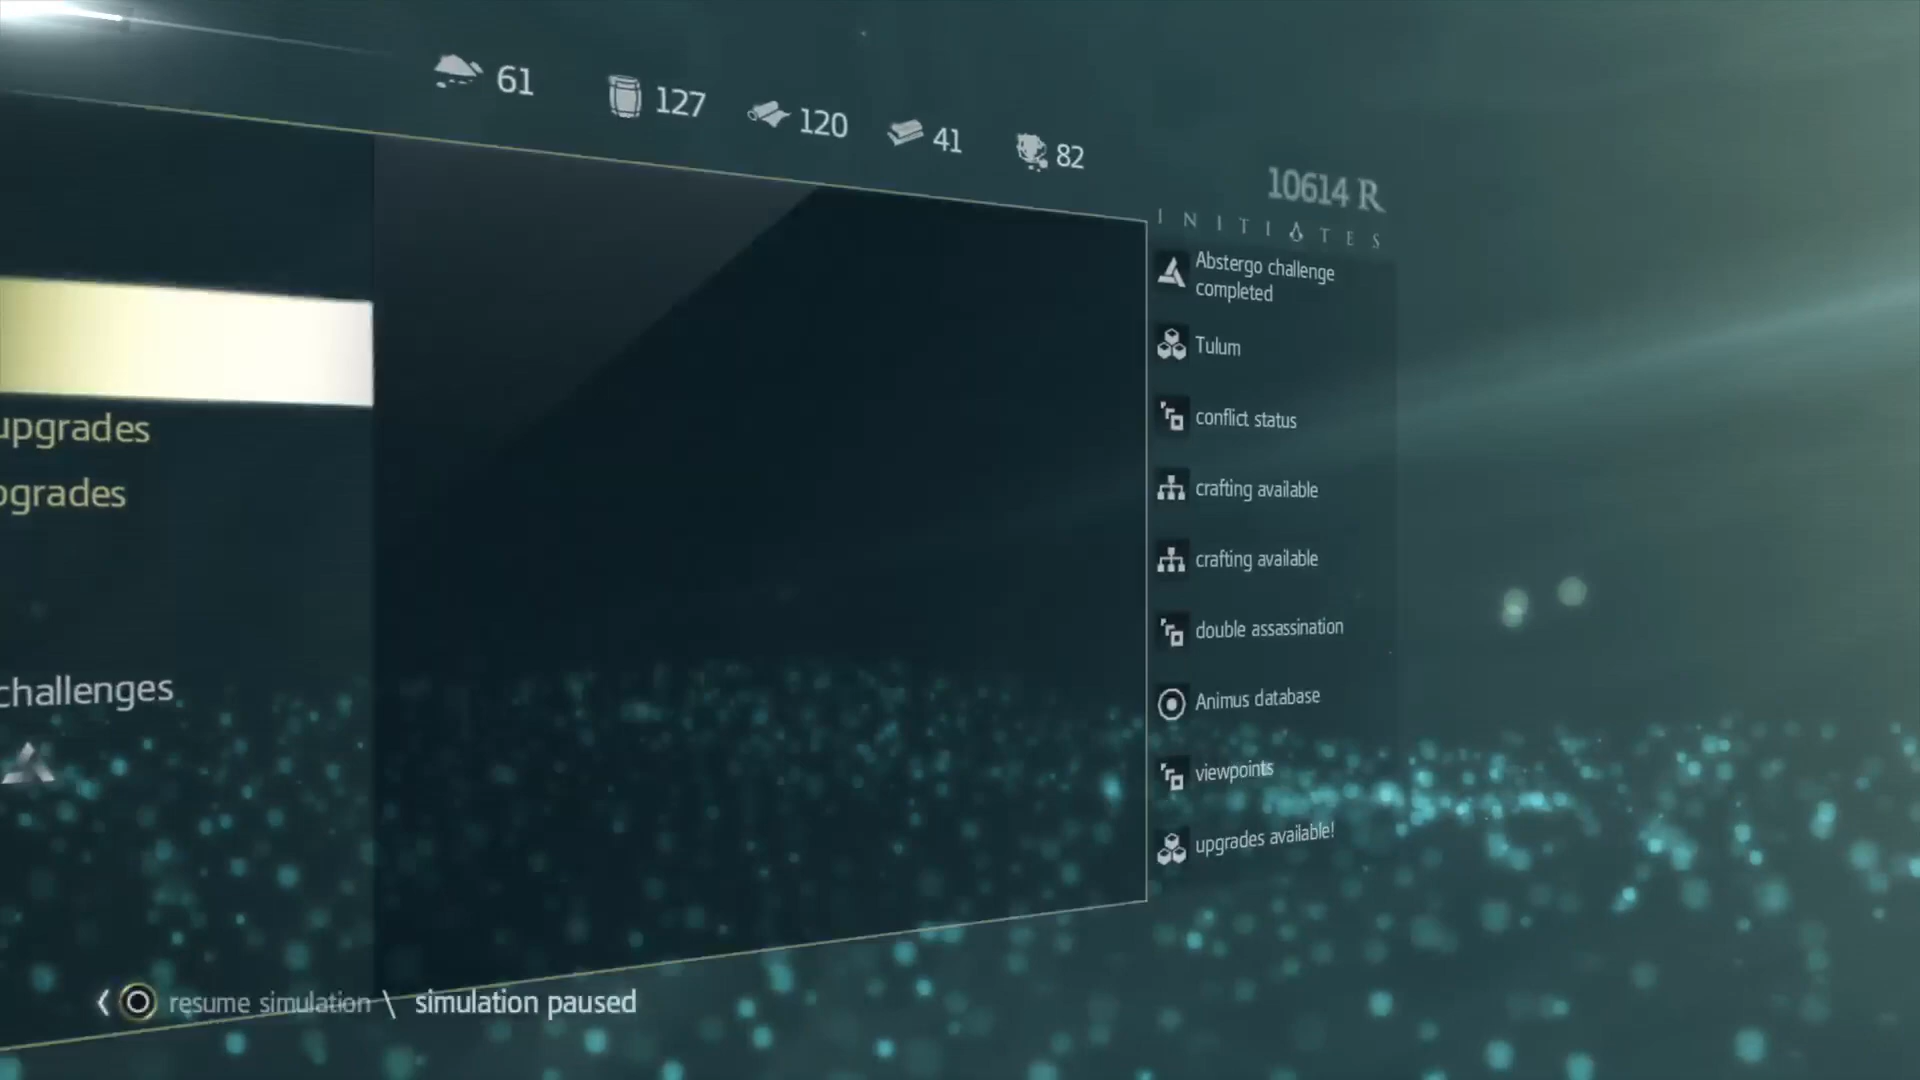 61
127
120
41
82
10614 R
INITIATES
Abstergo challenge
completed
Tulum
conflict status
crafting available
crafting available
double assassination
Animus database
viewpoints
upgrades available!
upgrades
pgrades
challenges
resume simulation \ simulation paused